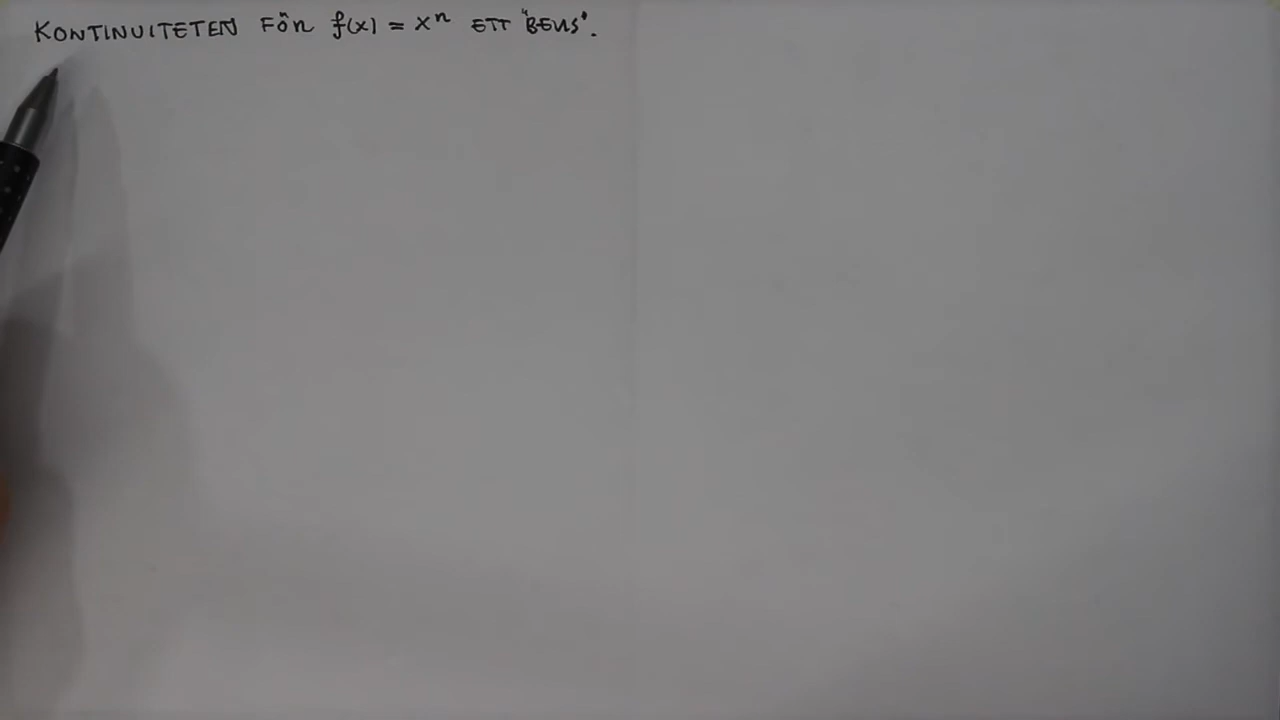 KONTINUITETEN FÖR f(x) = xⁿ ETT "BEVIS".